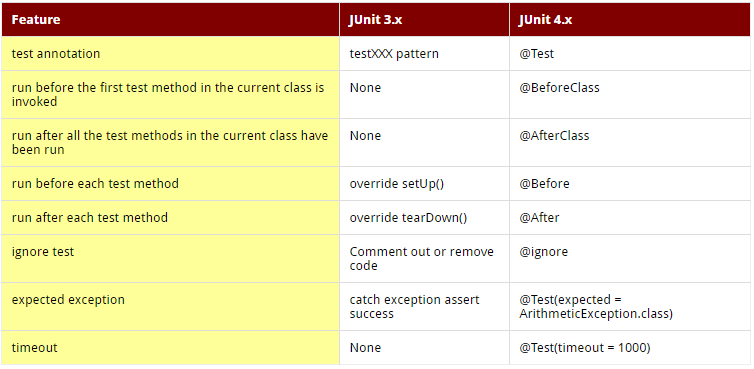 Feature JUnit 3.x JUnit 4.x
test annotation testXXX pattern @Test
run before the first test method in the current class is None @BeforeClass
invoked
run after all the test methods in the current class have None @AfterClass
been run
run before each test method override setUp() @Before
run after each test method override tearDown() @After
ignore test Comment out or remove @ignore
code
expected exception catch exception assert @Test(expected =
success ArithmeticException.class)
timeout None @Test(timeout = 1000)